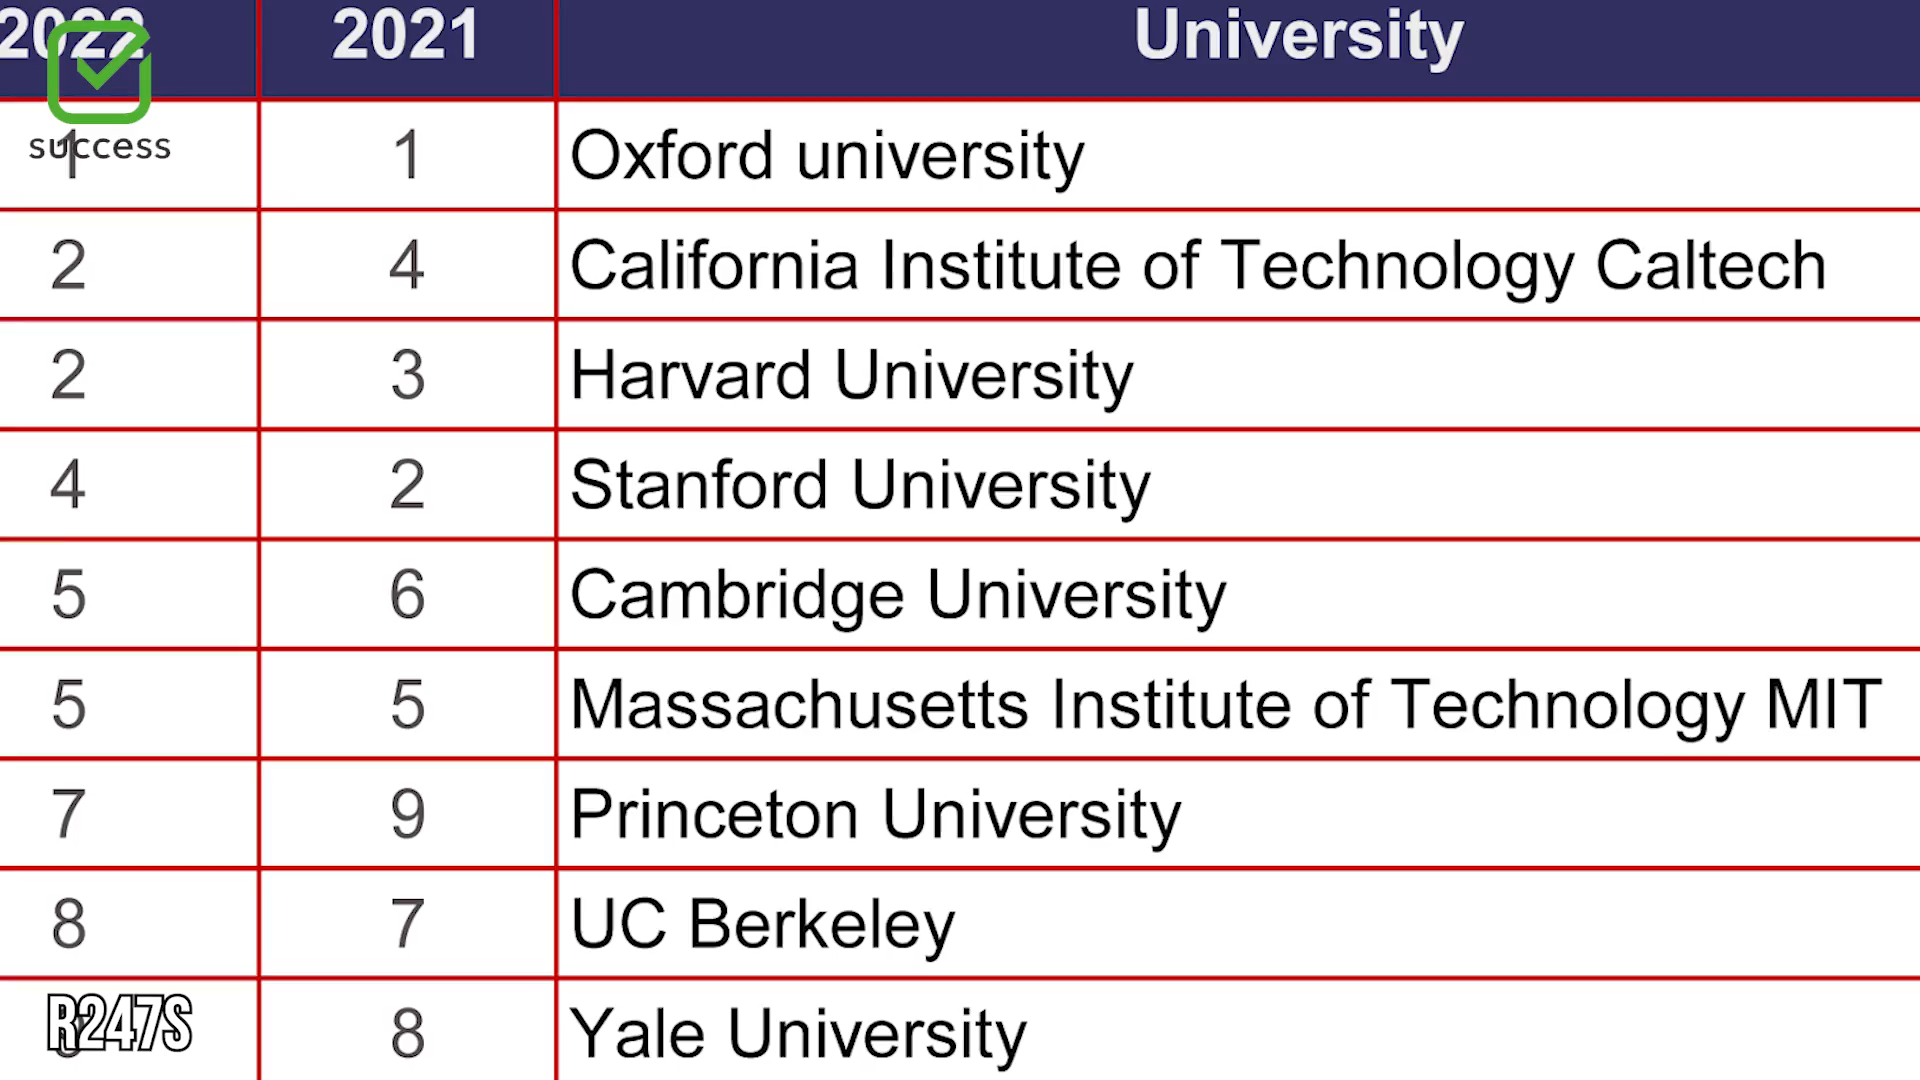 2022 2021 University
success
1 1 Oxford university
2 4 California Institute of Technology Caltech
2 3 Harvard University
4 2 Stanford University
5 6 Cambridge University
5 5 Massachusetts Institute of Technology MIT
7 9 Princeton University
8 7 UC Berkeley
8 Yale University
R247S